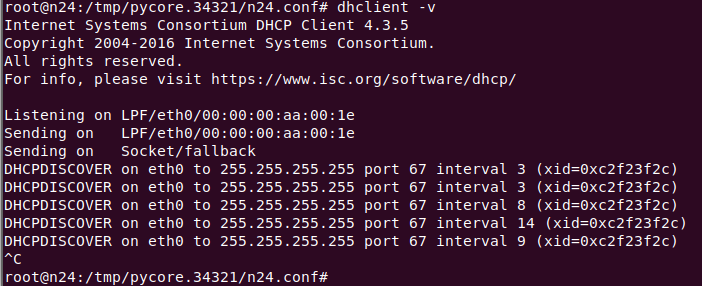 root@n24:/tmp/pycore.34321/n24.conf# dhclient -v
Internet Systems Consortium DHCP Client 4.3.5
Copyright 2004-2016 Internet Systems Consortium.
All rights reserved.
For info, please visit https://www.isc.org/software/dhcp/
Listening on LPF/eth0/00:00:00:aa:00:1e
Sending on   LPF/eth0/00:00:00:aa:00:1e
Sending on   Socket/fallback
DHCPDISCOVER on eth0 to 255.255.255.255 port 67 interval 3 (xid=0xc2f23f2c)
DHCPDISCOVER on eth0 to 255.255.255.255 port 67 interval 3 (xid=0xc2f23f2c)
DHCPDISCOVER on eth0 to 255.255.255.255 port 67 interval 8 (xid=0xc2f23f2c)
DHCPDISCOVER on eth0 to 255.255.255.255 port 67 interval 14 (xid=0xc2f23f2c)
DHCPDISCOVER on eth0 to 255.255.255.255 port 67 interval 9 (xid=0xc2f23f2c)
^C
root@n24:/tmp/pycore.34321/n24.conf#